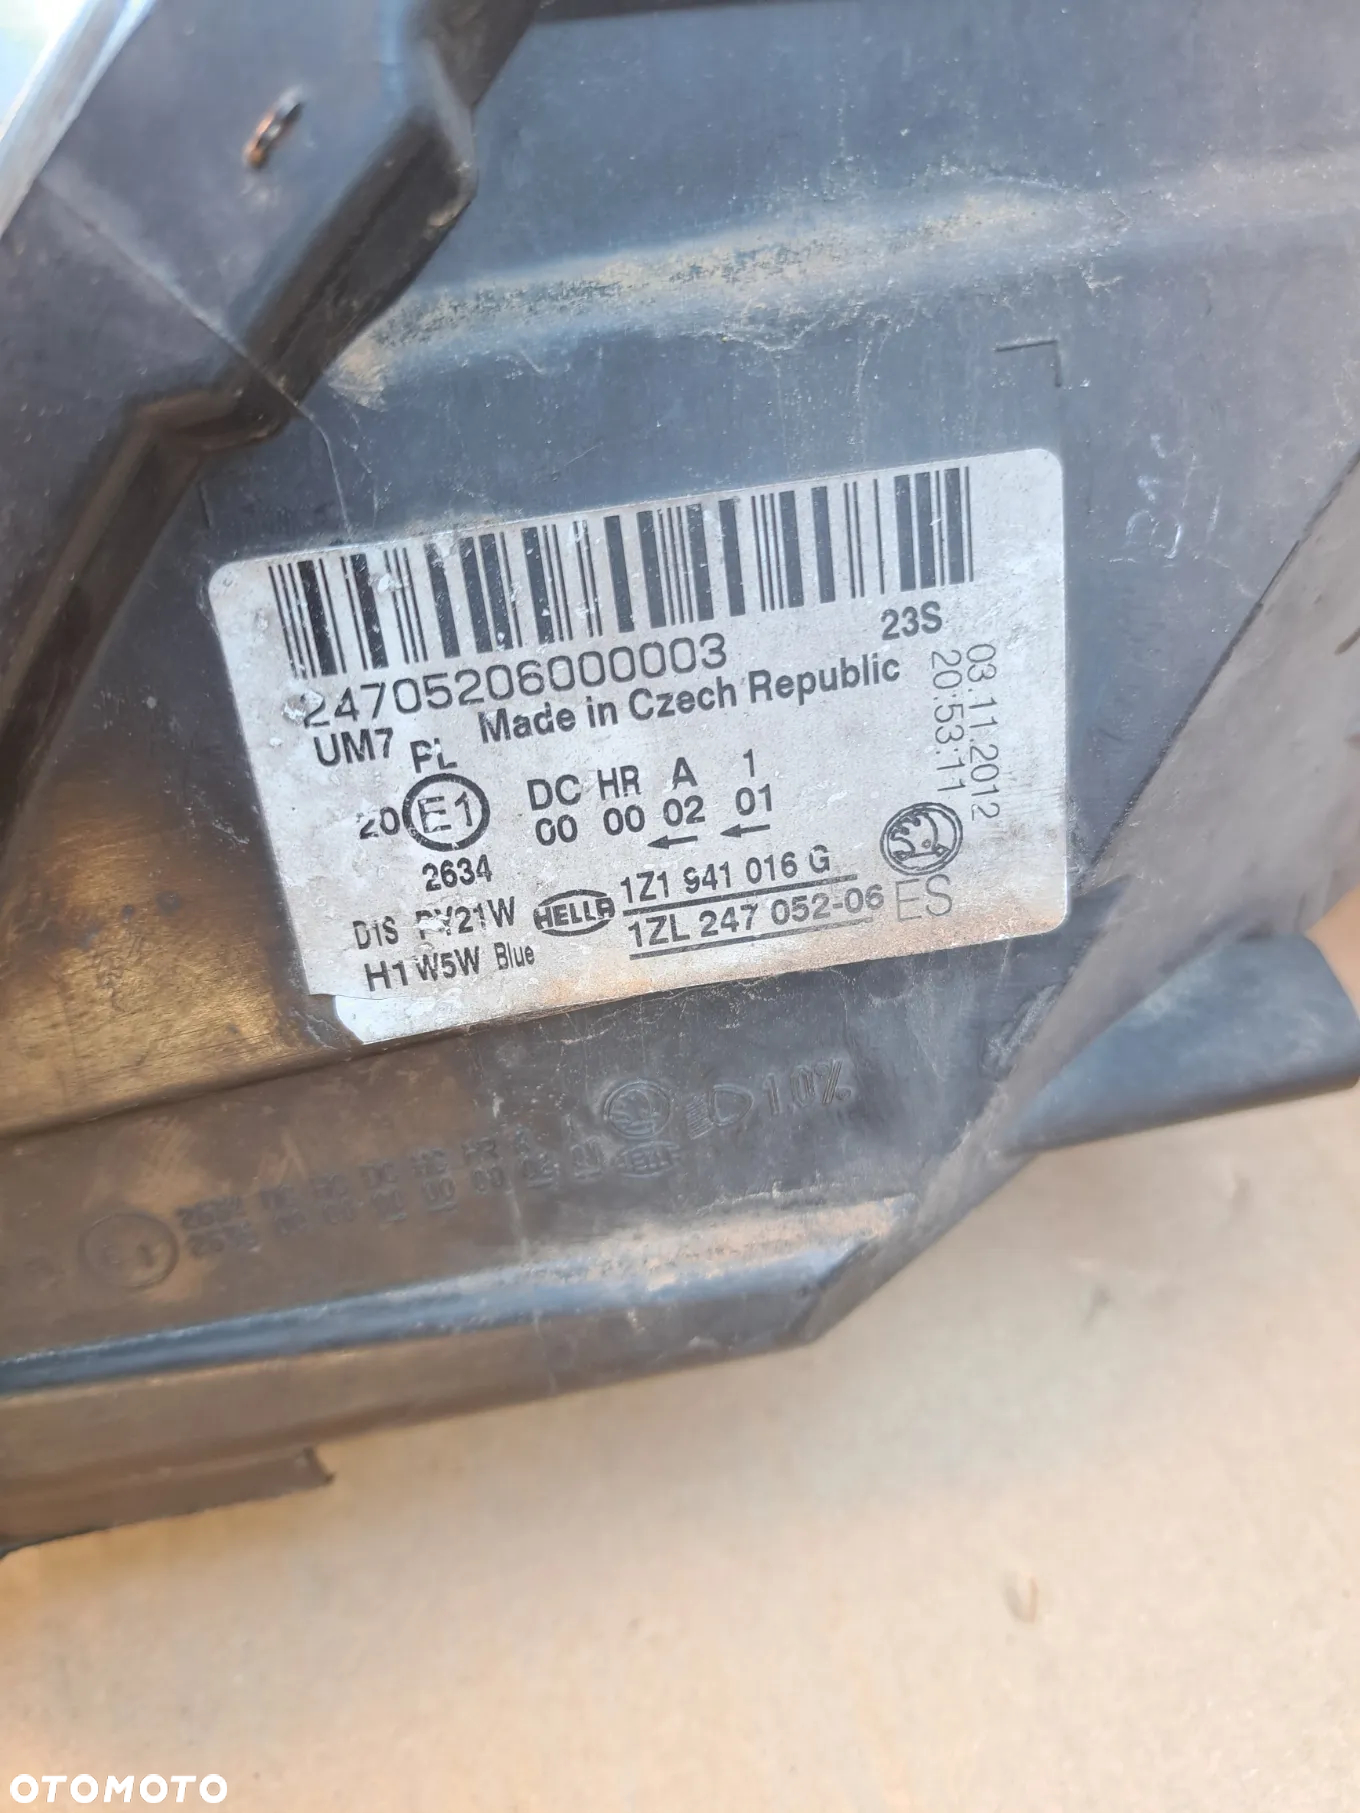 24705206000003
23S
UM7 Made in Czech Republic
03.11.2012
20:53:11
PL
DC HR A 1
20 E1 00 00 02 01
2634
D1S PY21W HELLA 1Z1 941 016 G
H1 W5W Blue 1ZL 247 052-06 ES
10%
OTOMOTO